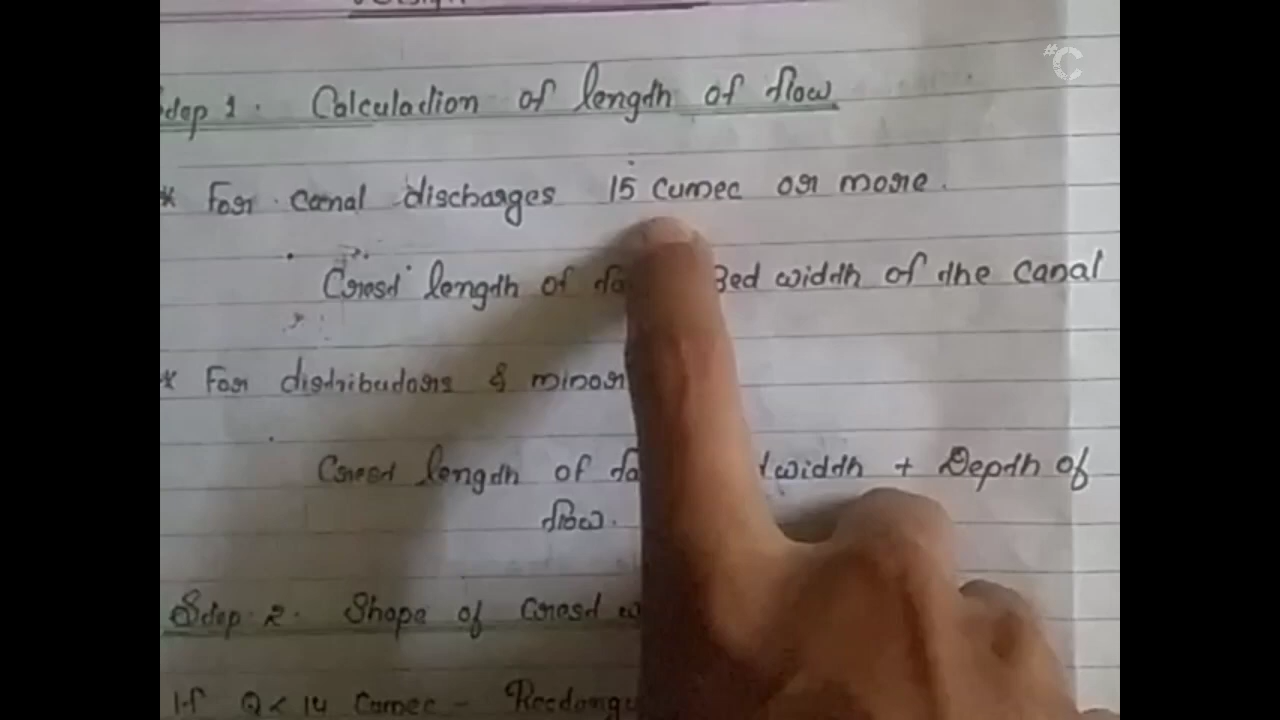 Step 1. Calculation of length of flow
* For canal discharges 15 cumec or more.
Crest length of Bed width of the canal
* For distributors & minor
Crest length of width + Depth of
flow.
Step-2. Shape of Crest
If Q < 14 Cumec -
#C